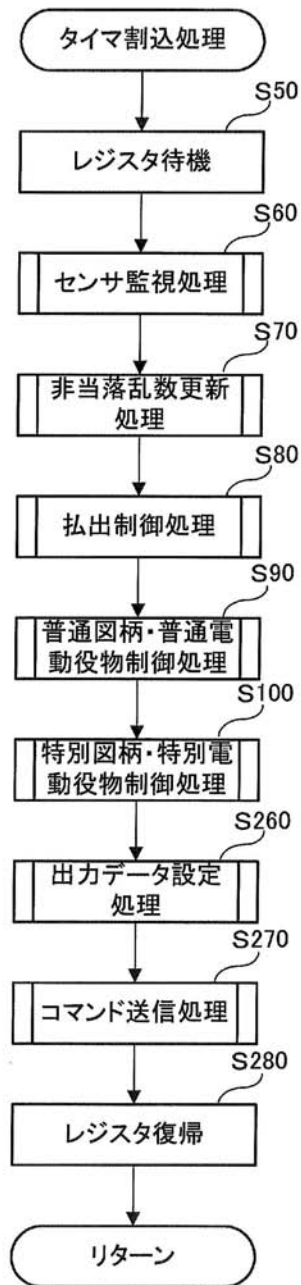 タイマ割込処理
S50
レジスタ待機
S60
センサ監視処理
S70
非当落乱数更新
処理
S80
払出制御処理
S90
普通図柄・普通電
動役物制御処理
S100
特別図柄・特別電
動役物制御処理
S260
出力データ設定
処理
S270
コマンド送信処理
S280
レジスタ復帰
リターン